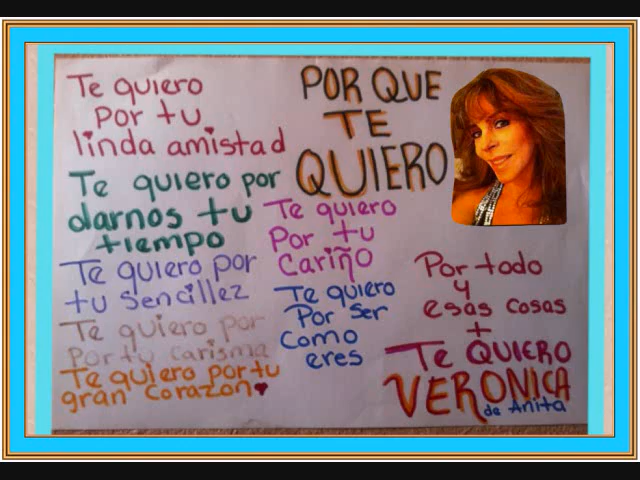 POR QUE
TE
QUIERO
Te quiero
por tu
linda amistad
Te quiero por
darnos tu
tiempo
Te quiero por
tu sencillez
Te quiero por
por tu carisma
Te quiero por tu
gran corazon
Te quiero
Por tu
Cariño
Te quiero
Por ser
Como
eres
Por todo
y
esas cosas
+
Te QUIERO
VERONICA
de Anita